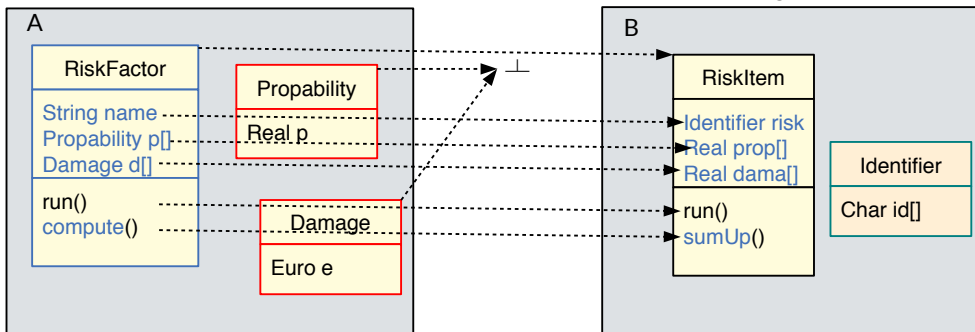 A
RiskFactor
String name
Propability p[]
Damage d[]
run()
compute()
Propability
Real p
Damage
Euro e
⊥
B
RiskItem
Identifier risk
Real prop[]
Real dama[]
run()
sumUp()
Identifier
Char id[]